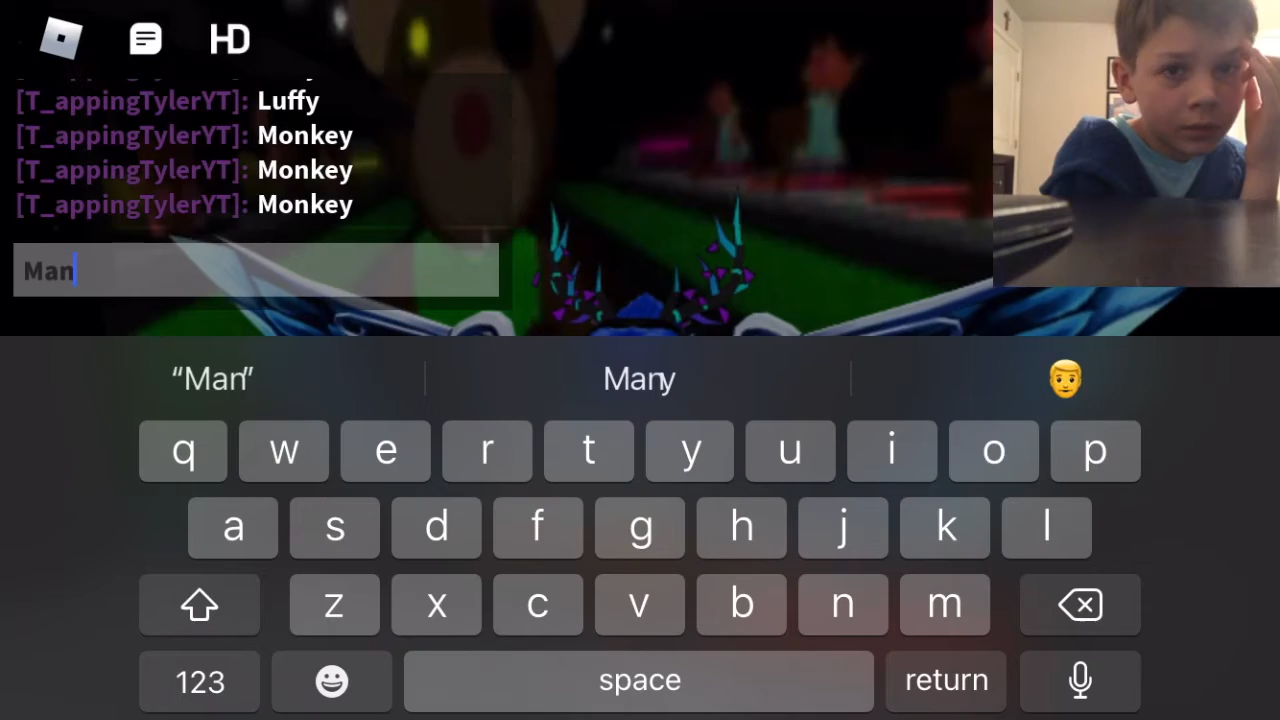 HD
[T_appingTylerYT]: Luffy
[T_appingTylerYT]: Monkey
[T_appingTylerYT]: Monkey
[T_appingTylerYT]: Monkey
Man
“Man” Many
q w e r t y u i o p
a s d f g h j k l
z x c v b n m
123 space return